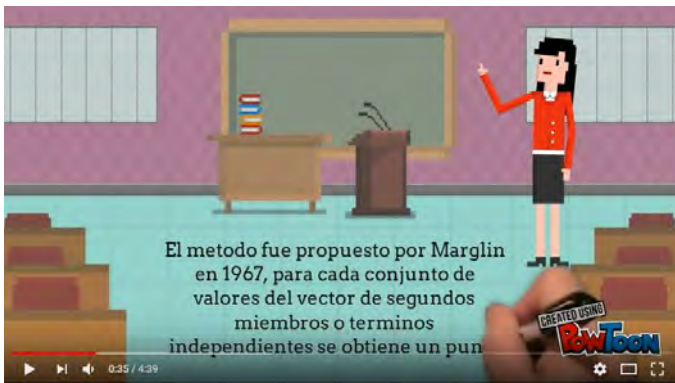 El metodo fue propuesto por Marglin
en 1967, para cada conjunto de
valores del vector de segundos
miembros o terminos
independientes se obtiene un pun
CREATED USING
POWTOON
0:35 / 4:39